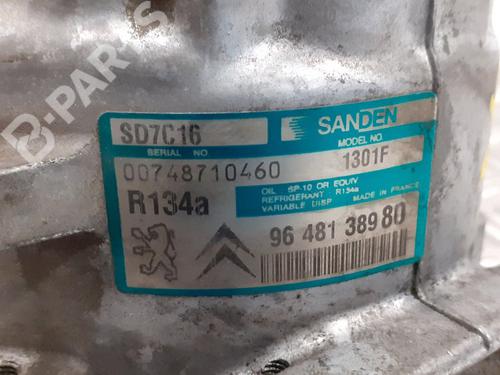 B-PARTS
SD7C16
SANDEN
SERIAL NO
MODEL NO.
00748710460
1301F
R134a
OIL SP-10 OR EQUIV
REFRIGERANT R134a
VARIABLE DISP MADE IN FRANCE
96 481 389 80